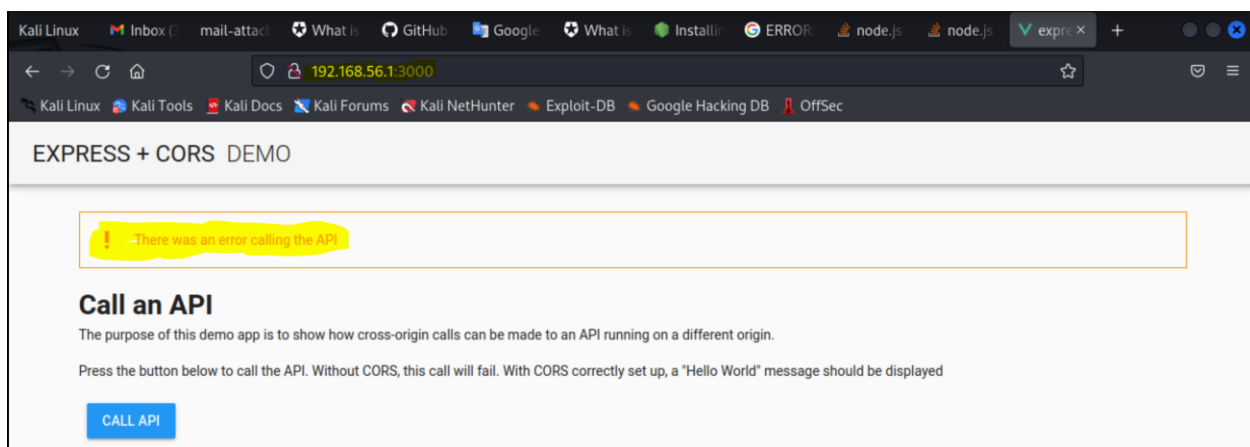 Kali Linux M Inbox (3 mail-attach What is GitHub Google What is Installin ERROR: node.js node.js expre × +
192.168.56.1:3000
Kali Linux Kali Tools Kali Docs Kali Forums Kali NetHunter Exploit-DB Google Hacking DB OffSec
EXPRESS + CORS DEMO
! There was an error calling the API
Call an API
The purpose of this demo app is to show how cross-origin calls can be made to an API running on a different origin.
Press the button below to call the API. Without CORS, this call will fail. With CORS correctly set up, a "Hello World" message should be displayed
CALL API